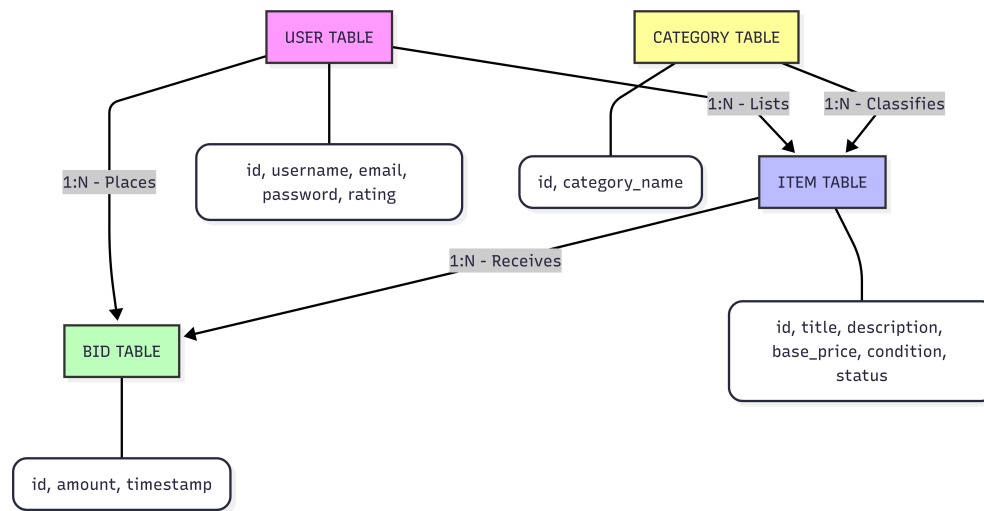 USER TABLE
CATEGORY TABLE
1:N - Lists
1:N - Classifies
id, username, email,
password, rating
id, category_name
ITEM TABLE
1:N - Places
1:N - Receives
id, title, description,
base_price, condition,
status
BID TABLE
id, amount, timestamp